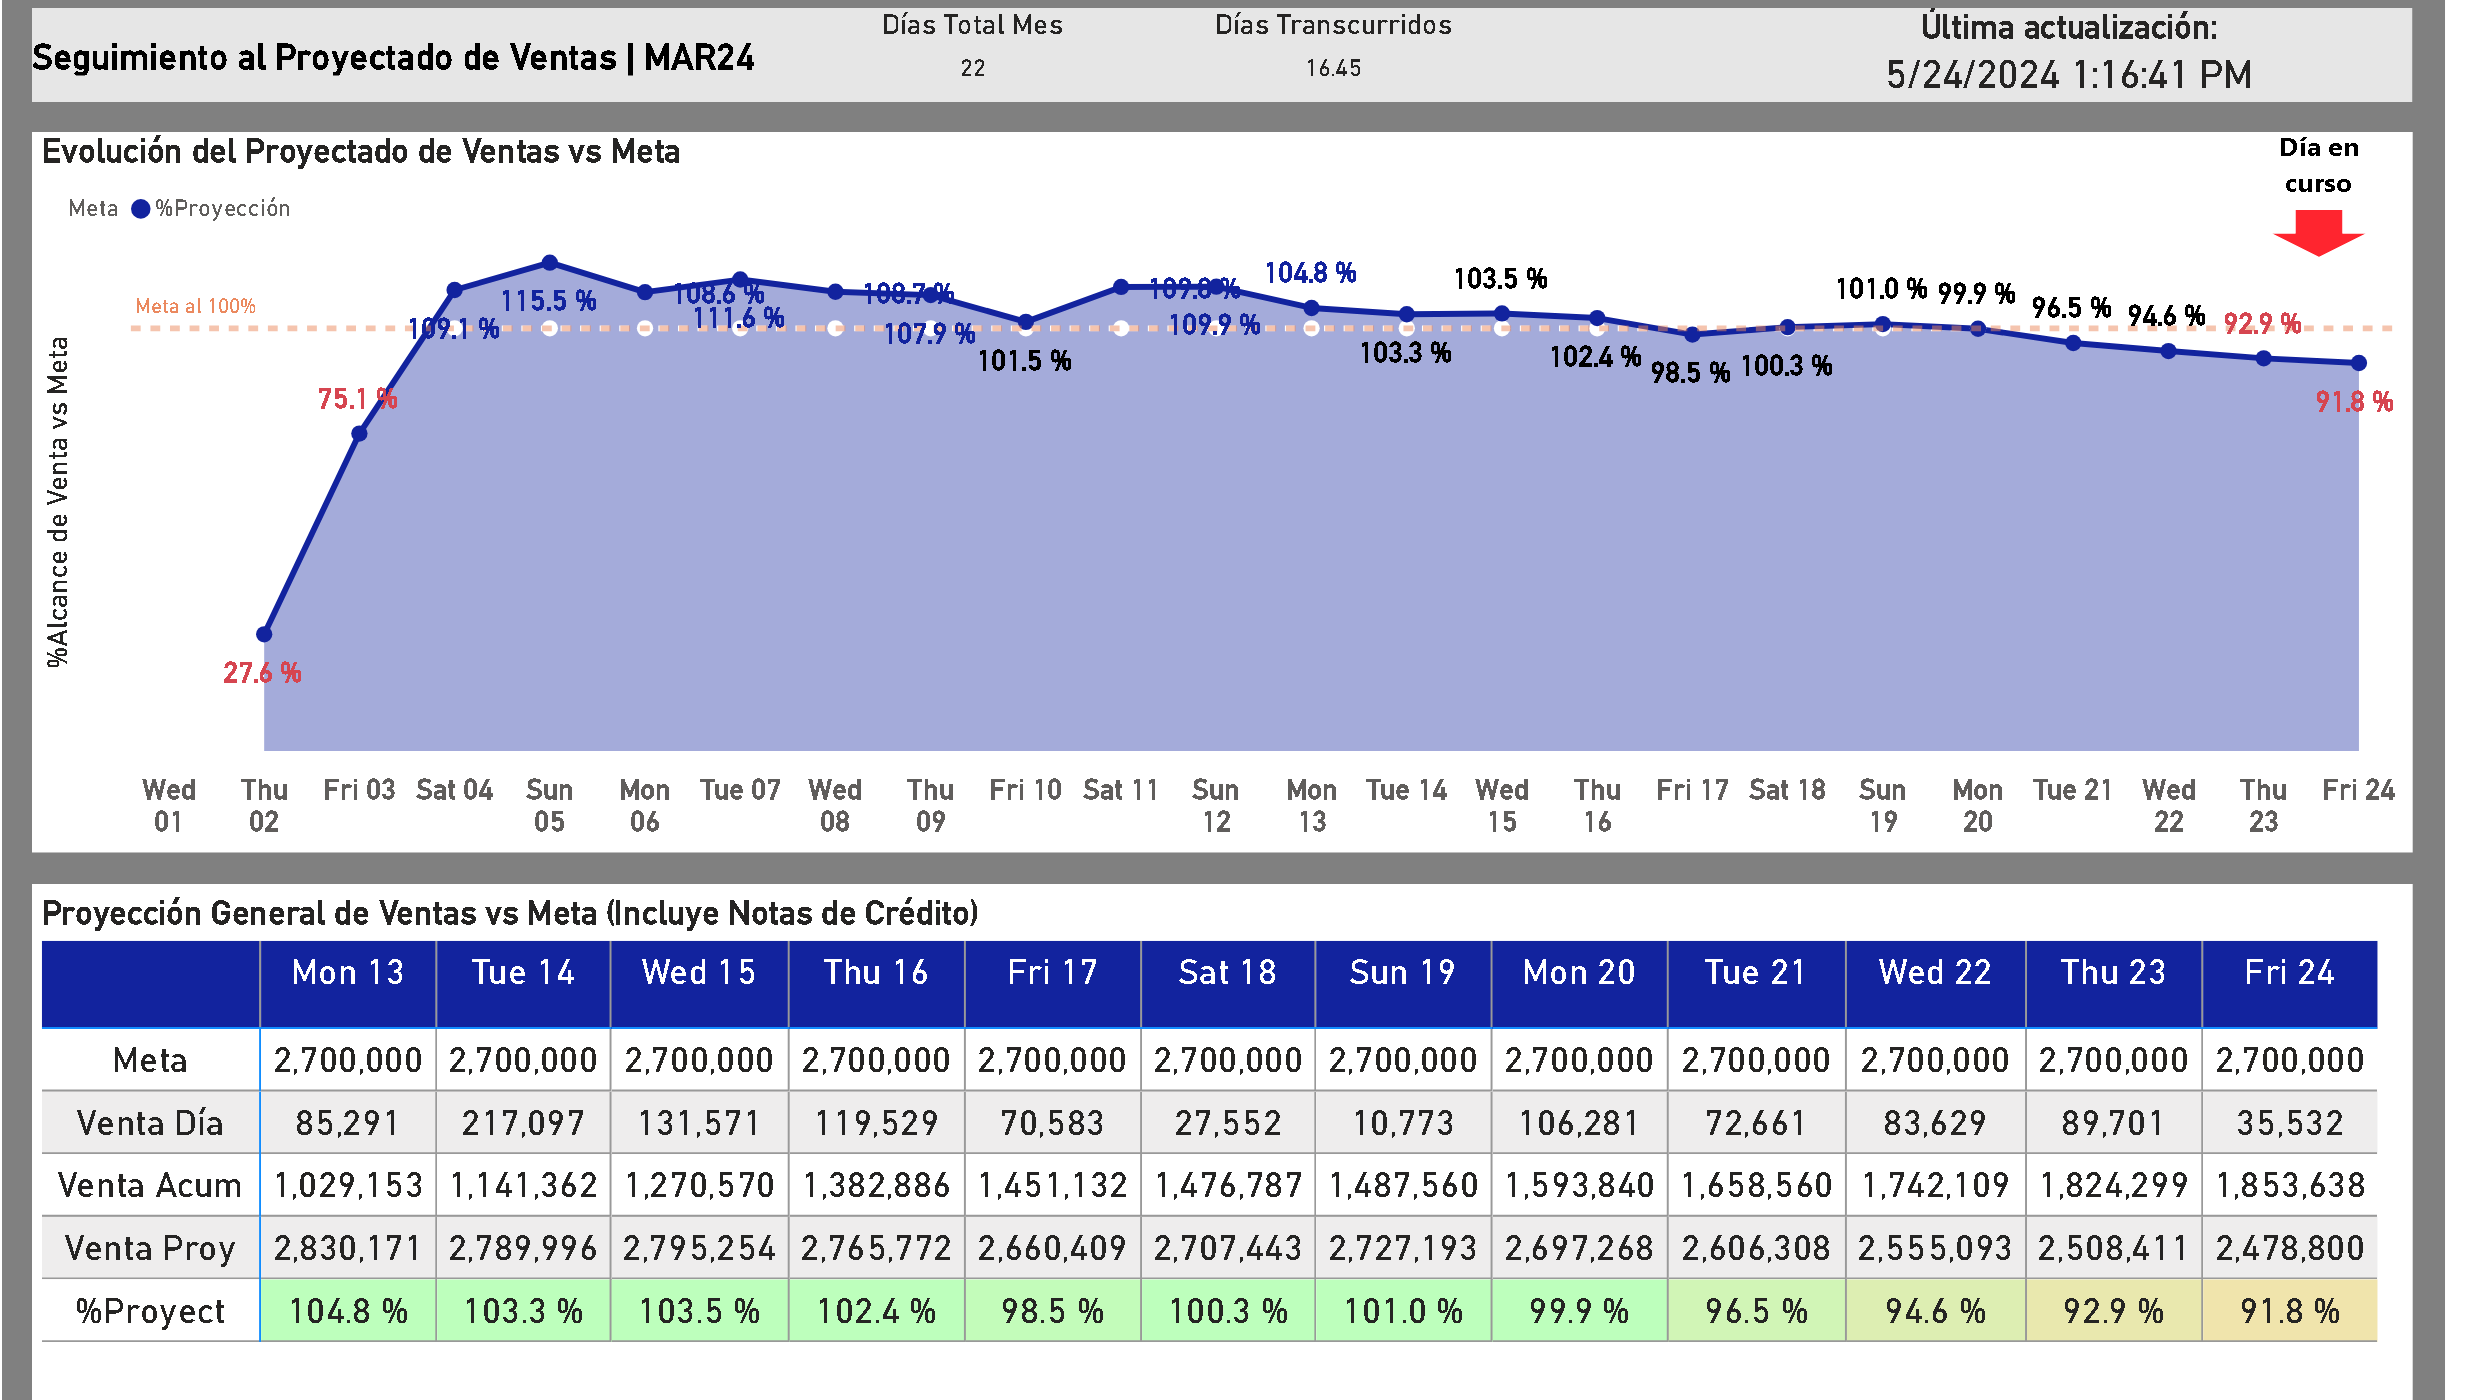 Seguimiento al Proyectado de Ventas | MAR24
Días Total Mes
22
Días Transcurridos
16.45
Última actualización:
5/24/2024 1:16:41 PM
Evolución del Proyectado de Ventas vs Meta
Meta %Proyección
Día en
curso
Meta al 100%
%Alcance de Venta vs Meta
27.6 %
75.1 %
109.1 %
115.5 %
108.6 %
111.6 %
108.7 %
107.9 %
101.5 %
109.8 %
109.9 %
104.8 %
103.3 %
103.5 %
102.4 %
98.5 %
100.3 %
101.0 %
99.9 %
96.5 %
94.6 %
92.9 %
91.8 %
Wed 01
Thu 02
Fri 03
Sat 04
Sun 05
Mon 06
Tue 07
Wed 08
Thu 09
Fri 10
Sat 11
Sun 12
Mon 13
Tue 14
Wed 15
Thu 16
Fri 17
Sat 18
Sun 19
Mon 20
Tue 21
Wed 22
Thu 23
Fri 24
Proyección General de Ventas vs Meta (Incluye Notas de Crédito)
Mon 13 Tue 14 Wed 15 Thu 16 Fri 17 Sat 18 Sun 19 Mon 20 Tue 21 Wed 22 Thu 23 Fri 24
Meta 2,700,000 2,700,000 2,700,000 2,700,000 2,700,000 2,700,000 2,700,000 2,700,000 2,700,000 2,700,000 2,700,000 2,700,000
Venta Día 85,291 217,097 131,571 119,529 70,583 27,552 10,773 106,281 72,661 83,629 89,701 35,532
Venta Acum 1,029,153 1,141,362 1,270,570 1,382,886 1,451,132 1,476,787 1,487,560 1,593,840 1,658,560 1,742,109 1,824,299 1,853,638
Venta Proy 2,830,171 2,789,996 2,795,254 2,765,772 2,660,409 2,707,443 2,727,193 2,697,268 2,606,308 2,555,093 2,508,411 2,478,800
%Proyect 104.8 % 103.3 % 103.5 % 102.4 % 98.5 % 100.3 % 101.0 % 99.9 % 96.5 % 94.6 % 92.9 % 91.8 %